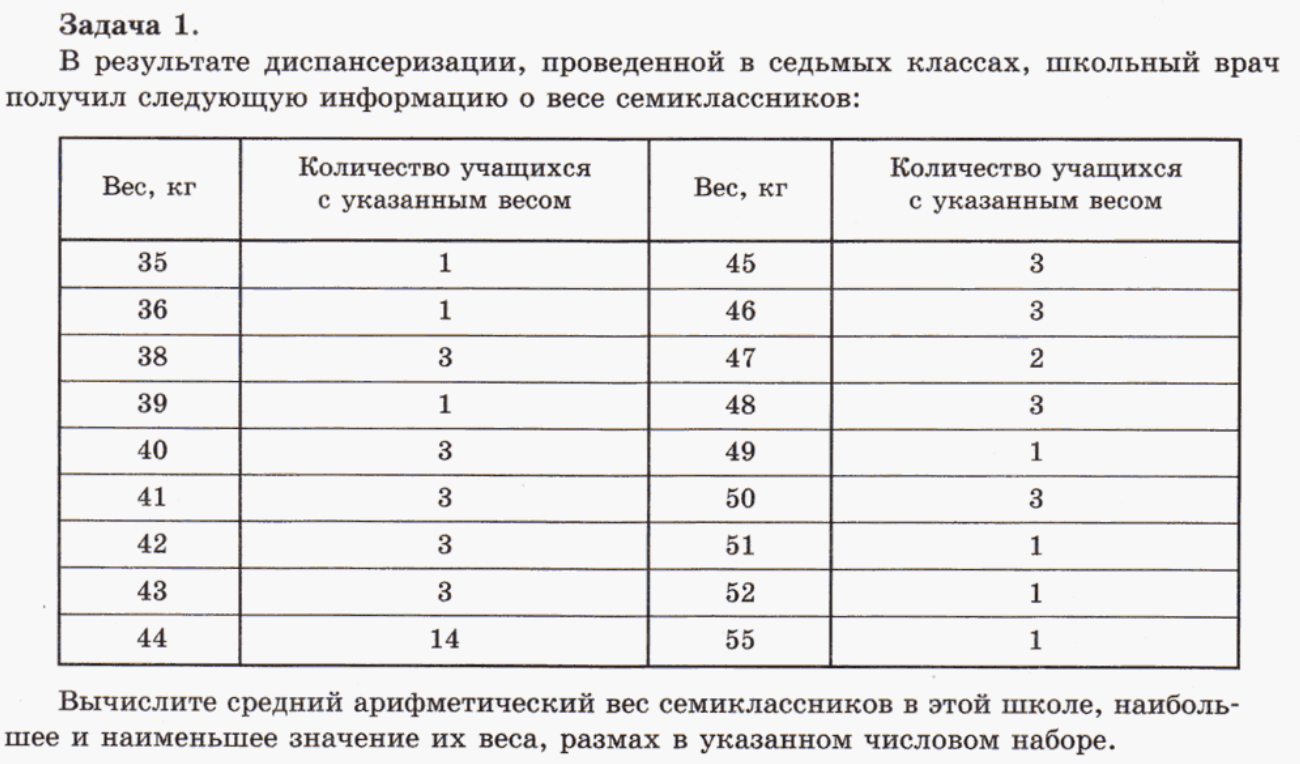 Задача 1.
В результате диспансеризации, проведенной в седьмых классах, школьный врач
получил следующую информацию о весе семиклассников:
Вес, кг | Количество учащихся с указанным весом | Вес, кг | Количество учащихся с указанным весом
35 | 1 | 45 | 3
36 | 1 | 46 | 3
38 | 3 | 47 | 2
39 | 1 | 48 | 3
40 | 3 | 49 | 1
41 | 3 | 50 | 3
42 | 3 | 51 | 1
43 | 3 | 52 | 1
44 | 14 | 55 | 1
Вычислите средний арифметический вес семиклассников в этой школе, наиболь-
шее и наименьшее значение их веса, размах в указанном числовом наборе.